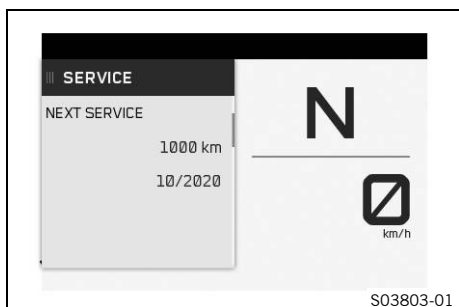 SERVICE
NEXT SERVICE
1000 km
10/2020
N
0
km/h
S03803-01